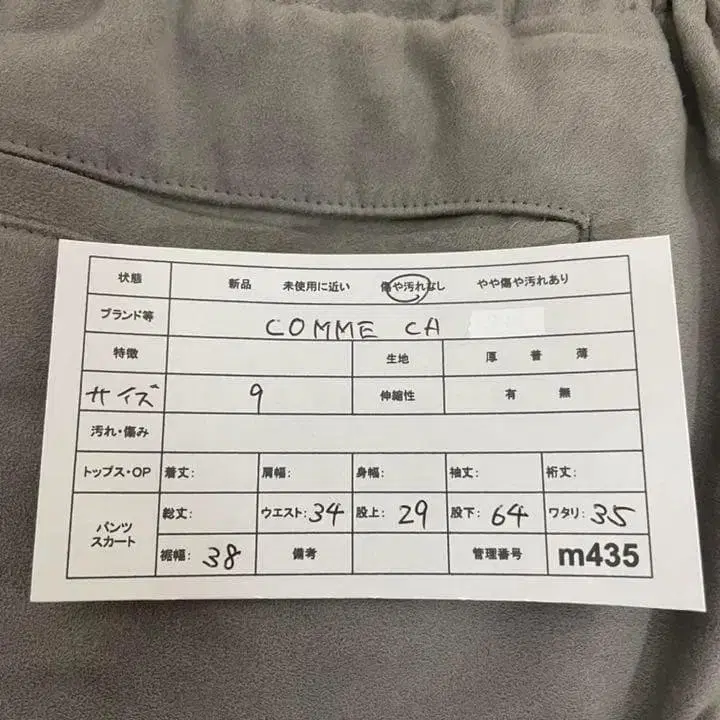 状態 新品 未使用に近い 傷や汚れなし やや傷や汚れあり
ブランド等 COMME CA
特徴 生地 厚 普 薄
サイズ 9 伸縮性 有 無
汚れ・傷み
トップス・OP 着丈: 肩幅: 身幅: 袖丈: 裄丈:
パンツ スカート 総丈: ウエスト:34 股上:29 股下:64 ワタリ:35
裾幅:38 備考 管理番号 m435